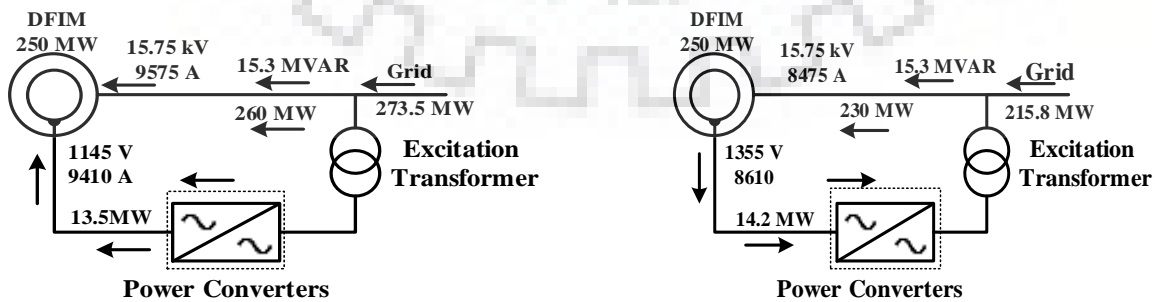 DFIM
250 MW
15.75 kV
9575 A
15.3 MVAR
Grid
260 MW
273.5 MW
1145 V
9410 A
Excitation
Transformer
13.5MW
Power Converters
DFIM
250 MW
15.75 kV
8475 A
15.3 MVAR
Grid
230 MW
215.8 MW
1355 V
8610
Excitation
Transformer
14.2 MW
Power Converters